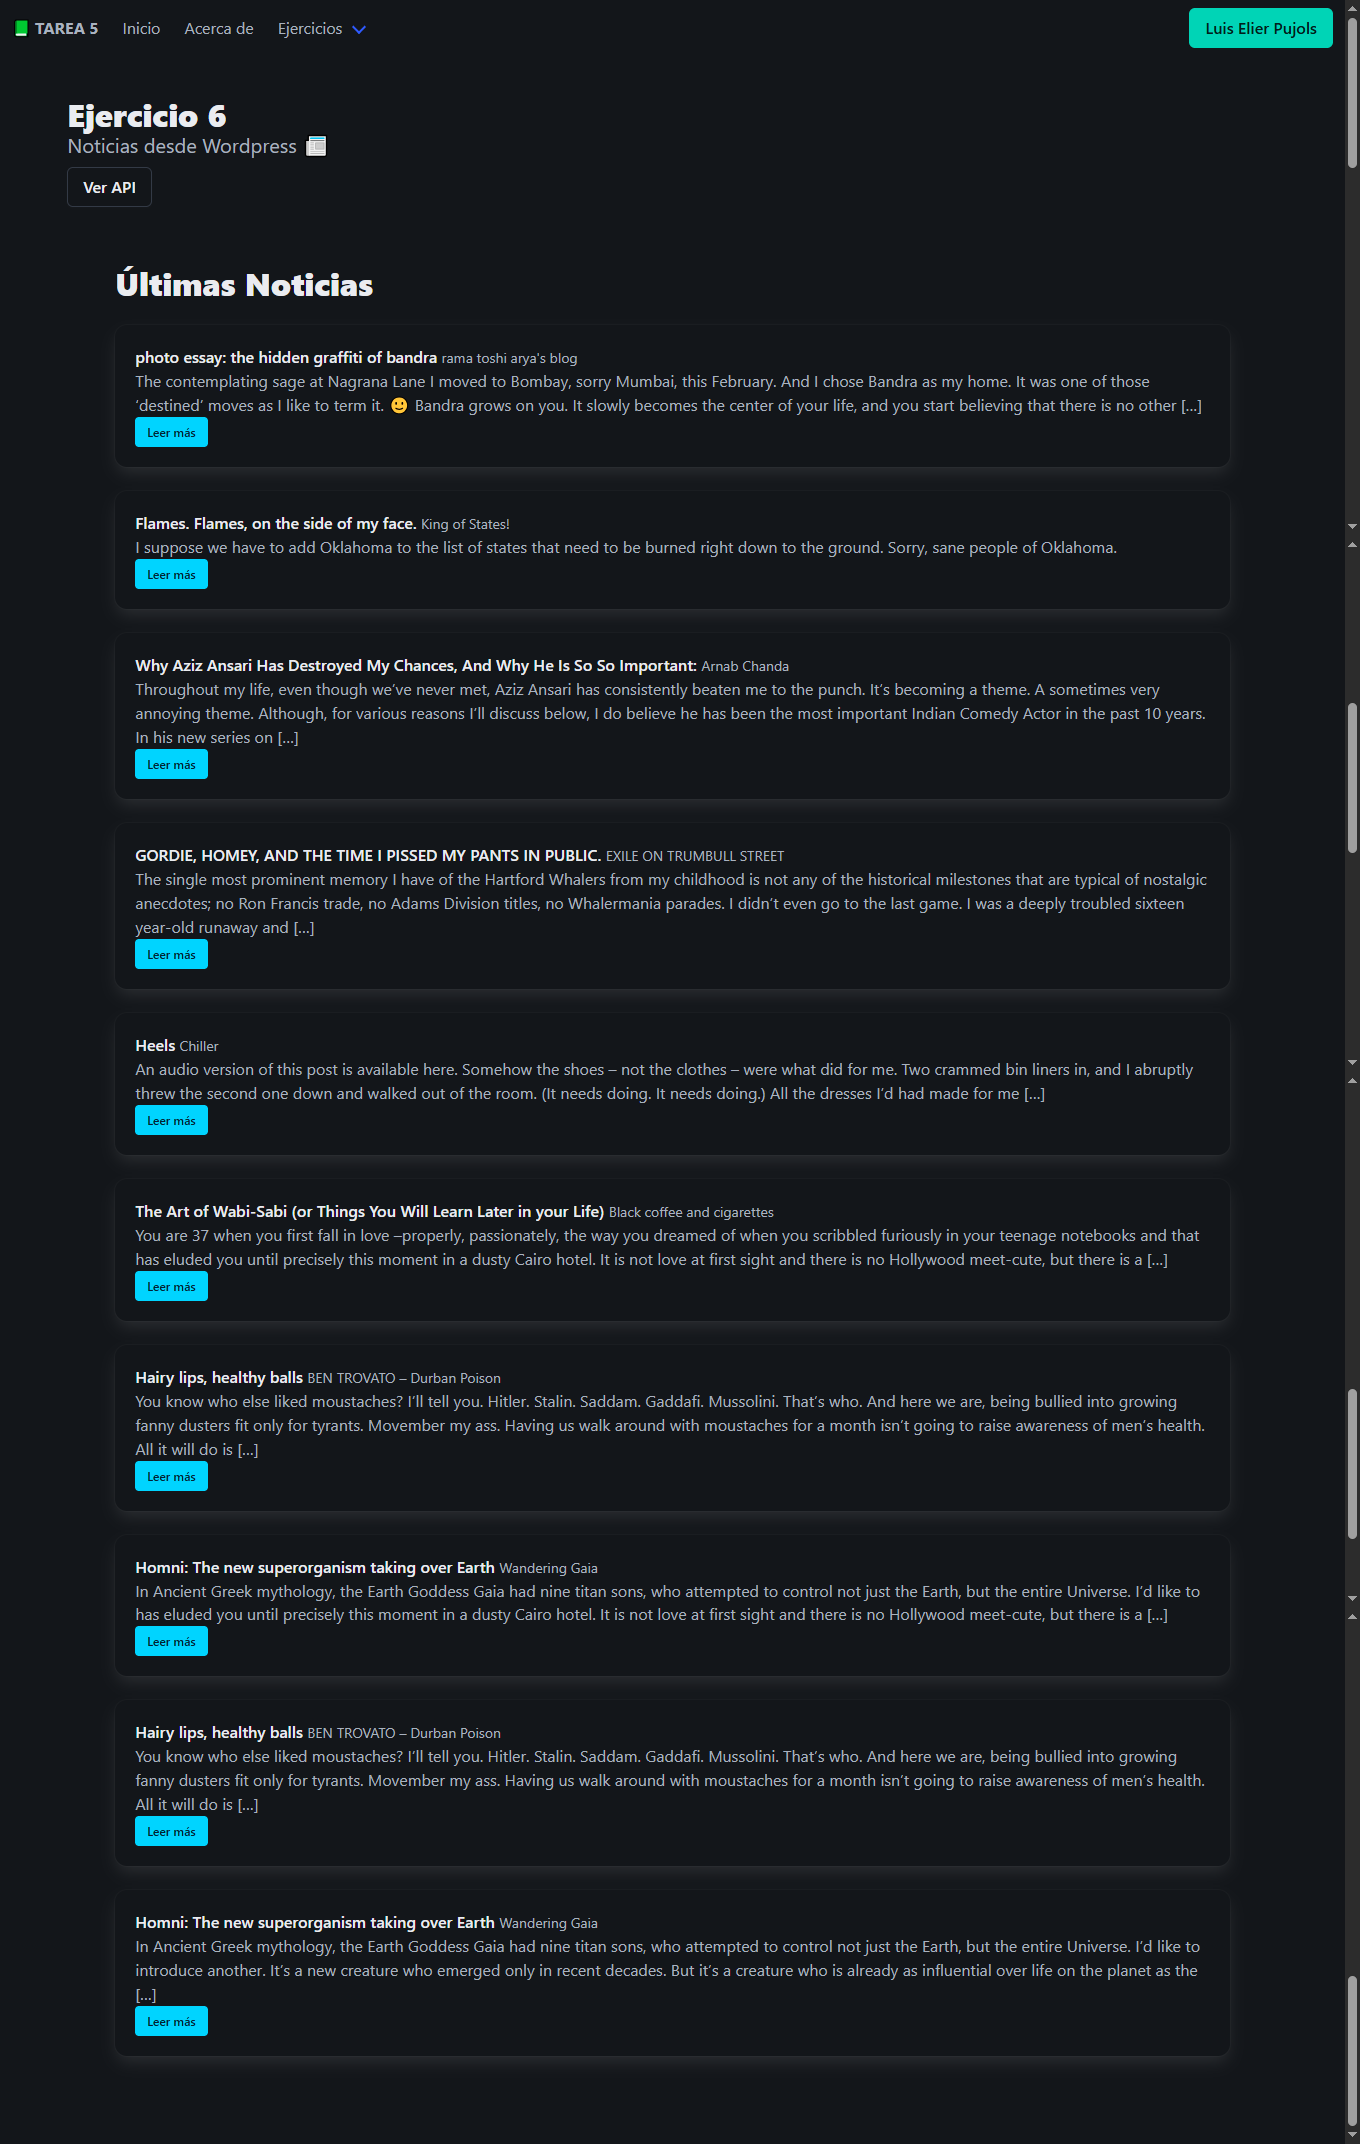 TAREA 5 Inicio Acerca de Ejercicios Luis Elier Pujols
Ejercicio 6
Noticias desde Wordpress
Ver API
Últimas Noticias
photo essay: the hidden graffiti of bandra rama toshi arya's blog
The contemplating sage at Nagrana Lane I moved to Bombay, sorry Mumbai, this February. And I chose Bandra as my home. It was one of those
‘destined’ moves as I like to term it. 🙂 Bandra grows on you. It slowly becomes the center of your life, and you start believing that there is no other […]
Leer más
Flames. Flames, on the side of my face. King of States!
I suppose we have to add Oklahoma to the list of states that need to be burned right down to the ground. Sorry, sane people of Oklahoma.
Leer más
Why Aziz Ansari Has Destroyed My Chances, And Why He Is So So Important: Arnab Chanda
Throughout my life, even though we’ve never met, Aziz Ansari has consistently beaten me to the punch. It’s becoming a theme. A sometimes very
annoying theme. Although, for various reasons I’ll discuss below, I do believe he has been the most important Indian Comedy Actor in the past 10 years.
In his new series on […]
Leer más
GORDIE, HOMEY, AND THE TIME I PISSED MY PANTS IN PUBLIC. EXILE ON TRUMBULL STREET
The single most prominent memory I have of the Hartford Whalers from my childhood is not any of the historical milestones that are typical of nostalgic
anecdotes; no Ron Francis trade, no Adams Division titles, no Whalermania parades. I didn’t even go to the last game. I was a deeply troubled sixteen
year-old runaway and […]
Leer más
Heels Chiller
An audio version of this post is available here. Somehow the shoes – not the clothes – were what did for me. Two crammed bin liners in, and I abruptly
threw the second one down and walked out of the room. (It needs doing. It needs doing.) All the dresses I’d had made for me […]
Leer más
The Art of Wabi-Sabi (or Things You Will Learn Later in your Life) Black coffee and cigarettes
You are 37 when you first fall in love –properly, passionately, the way you dreamed of when you scribbled furiously in your teenage notebooks and that
has eluded you until precisely this moment in a dusty Cairo hotel. It is not love at first sight and there is no Hollywood meet-cute, but there is a […]
Leer más
Hairy lips, healthy balls BEN TROVATO – Durban Poison
You know who else liked moustaches? I’ll tell you. Hitler. Stalin. Saddam. Gaddafi. Mussolini. That’s who. And here we are, being bullied into growing
fanny dusters fit only for tyrants. Movember my ass. Having us walk around with moustaches for a month isn’t going to raise awareness of men’s health.
All it will do is […]
Leer más
Homni: The new superorganism taking over Earth Wandering Gaia
In Ancient Greek mythology, the Earth Goddess Gaia had nine titan sons, who attempted to control not just the Earth, but the entire Universe. I’d like to
has eluded you until precisely this moment in a dusty Cairo hotel. It is not love at first sight and there is no Hollywood meet-cute, but there is a […]
Leer más
Hairy lips, healthy balls BEN TROVATO – Durban Poison
You know who else liked moustaches? I’ll tell you. Hitler. Stalin. Saddam. Gaddafi. Mussolini. That’s who. And here we are, being bullied into growing
fanny dusters fit only for tyrants. Movember my ass. Having us walk around with moustaches for a month isn’t going to raise awareness of men’s health.
All it will do is […]
Leer más
Homni: The new superorganism taking over Earth Wandering Gaia
In Ancient Greek mythology, the Earth Goddess Gaia had nine titan sons, who attempted to control not just the Earth, but the entire Universe. I’d like to
introduce another. It’s a new creature who emerged only in recent decades. But it’s a creature who is already as influential over life on the planet as the
[…]
Leer más